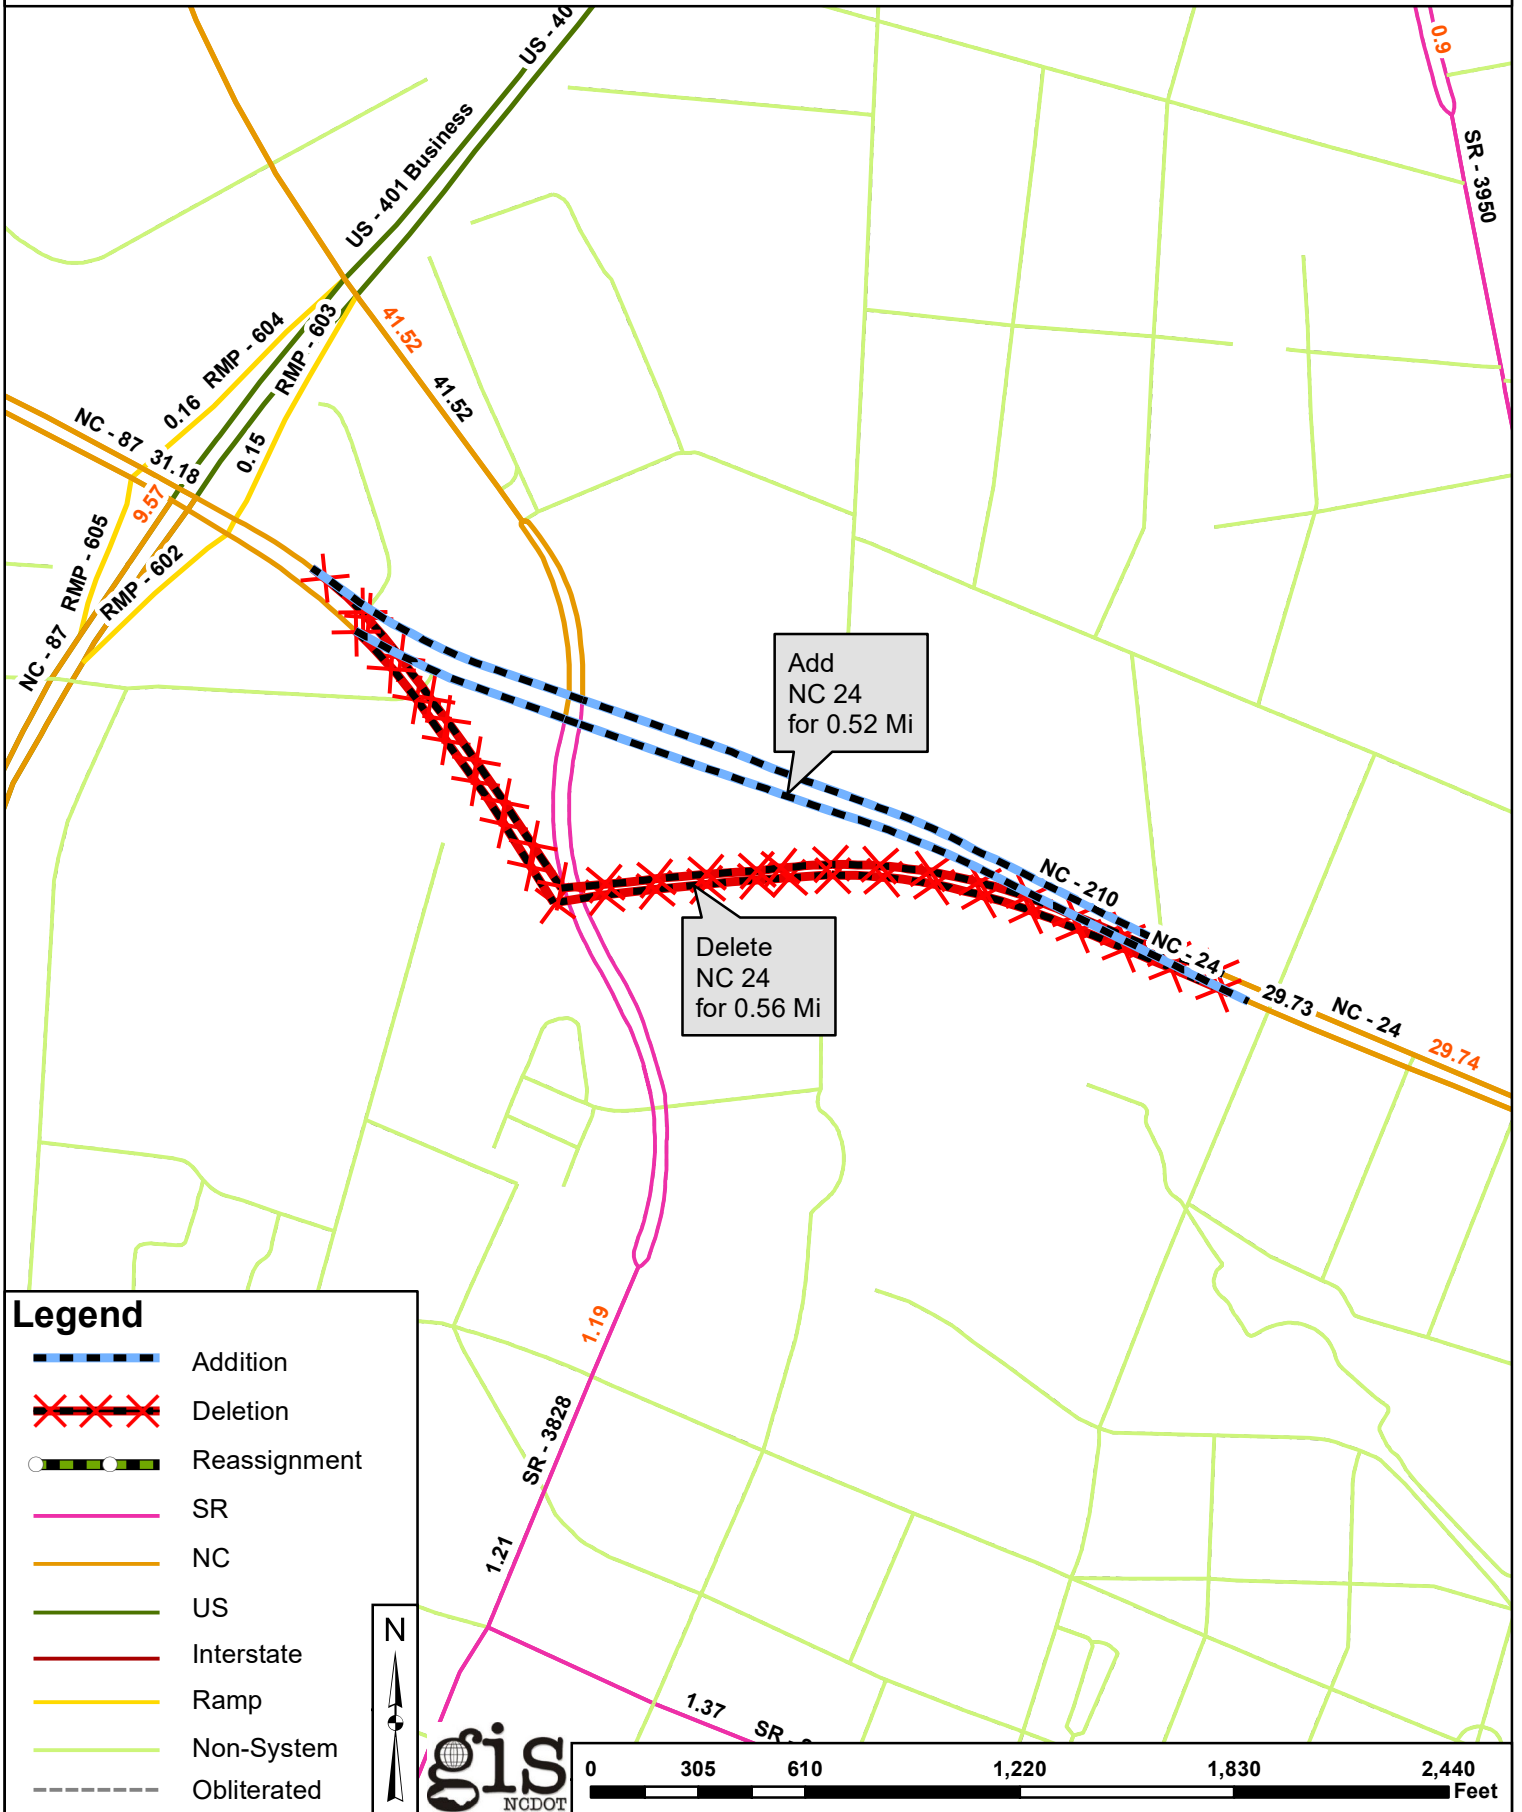 US - 40
0.9
US - 401 Business
SR - 3950
RMP - 604
RMP - 603
41.52
41.52
0.16
NC - 87
31.18
0.15
9.57
RMP - 605
RMP - 602
NC - 87
Add
NC 24
for 0.52 Mi
NC - 210
NC - 24
Delete
NC 24
for 0.56 Mi
29.73
NC - 24
29.74
1.19
SR - 3828
1.21
1.37
SR -
Legend
Addition
Deletion
Reassignment
SR
NC
US
Interstate
Ramp
Non-System
Obliterated
N
gis
NCDOT
0 305 610 1,220 1,830 2,440
Feet